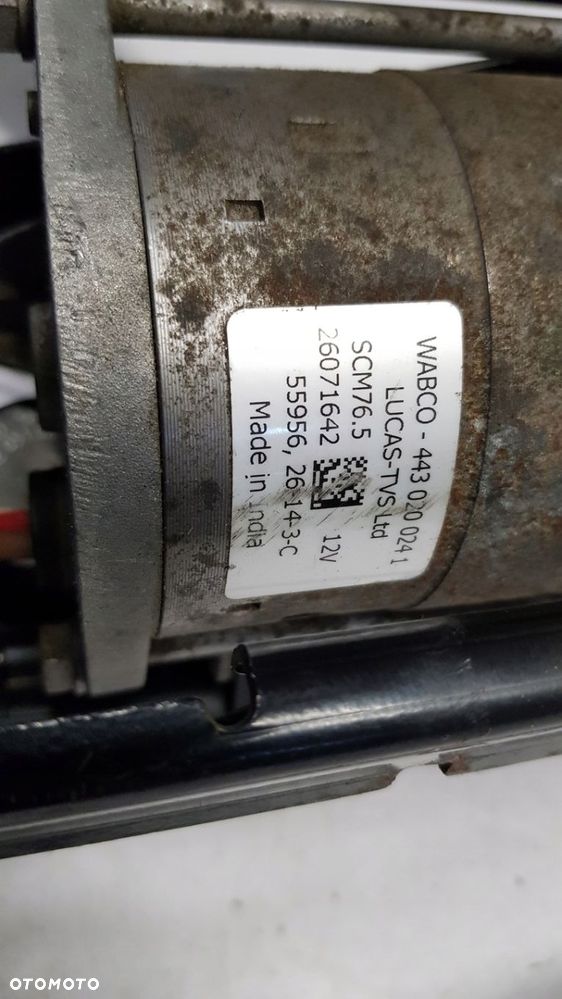 WABCO - 443 020 024 1
LUCAS-TVS Ltd
SCM76.5 12V
26071642
55956, 26-14-3-C
Made in India
OTOMOTO